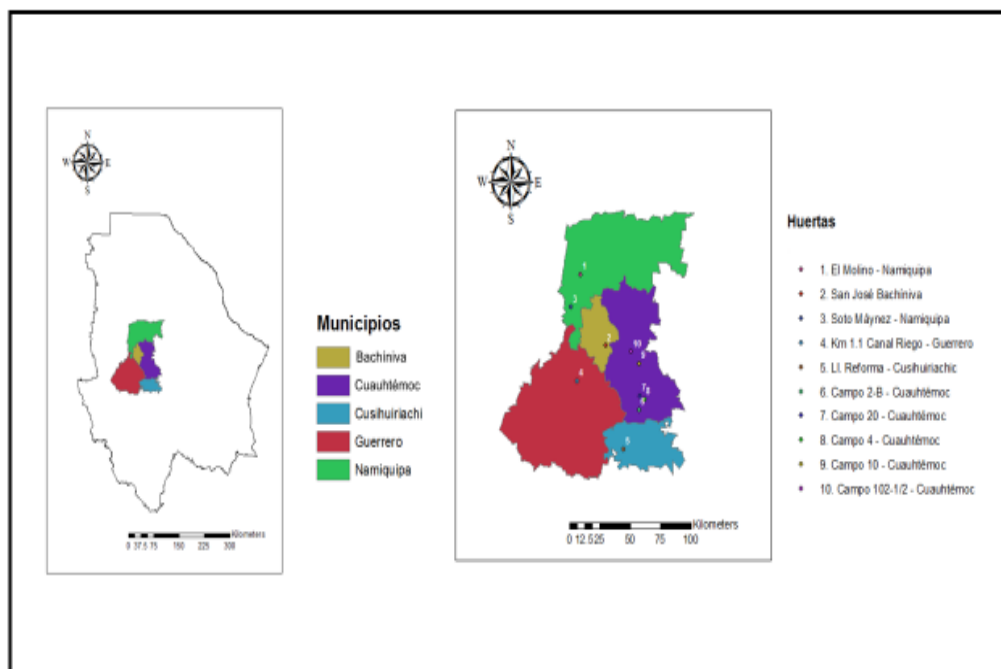 N
W E
S
Kilometers
0 37.5 75 150 225 300
Municipios
Bachíniva
Cuauhtémoc
Cusihuiriachi
Guerrero
Namiquipa
N
W E
S
1
3
2
10
9
4
7 8
6
5
Kilometers
0 12.5 25 50 75 100
Huertas
1. El Molino - Namiquipa
2. San José Bachíniva
3. Soto Máynez - Namiquipa
4. Km 1.1 Canal Riego - Guerrero
5. Ll. Reforma - Cusihuiriachic
6. Campo 2-B - Cuauhtémoc
7. Campo 20 - Cuauhtémoc
8. Campo 4 - Cuauhtémoc
9. Campo 10 - Cuauhtémoc
10. Campo 102-1/2 - Cuauhtémoc